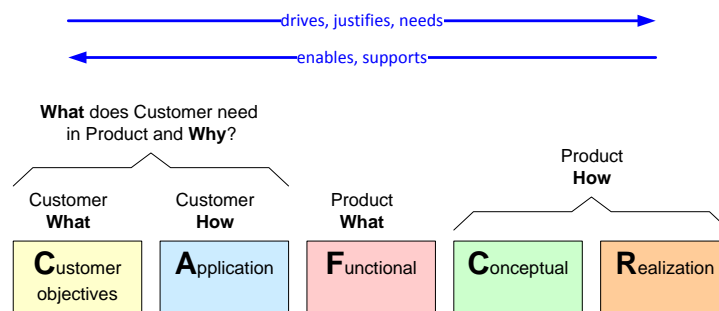 drives, justifies, needs
enables, supports
What does Customer need
in Product and Why?
Product
How
Customer
What
Customer
How
Product
What
Customer
objectives
Application
Functional
Conceptual
Realization